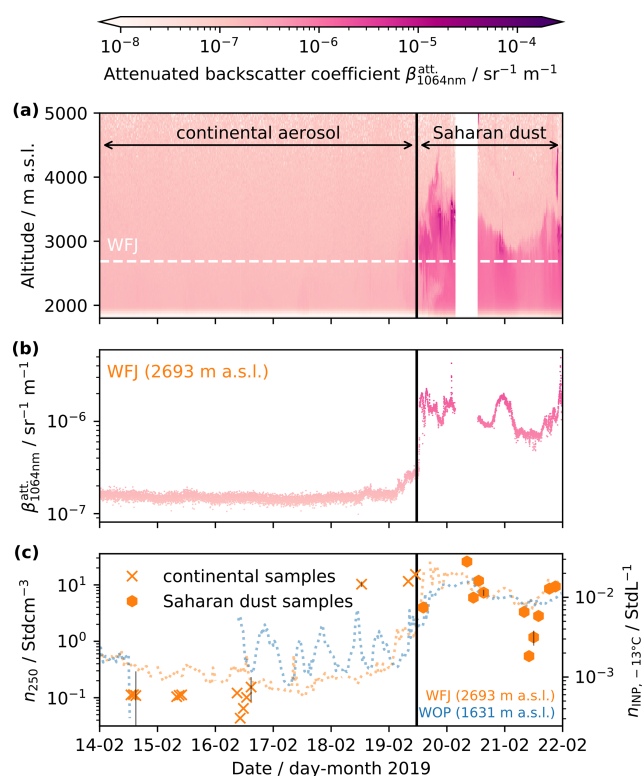 10⁻⁸ 10⁻⁷ 10⁻⁶ 10⁻⁵ 10⁻⁴
Attenuated backscatter coefficient β^att._1064nm / sr⁻¹ m⁻¹
(a)
5000
4000
3000
2000
Altitude / m a.s.l.
continental aerosol
Saharan dust
WFJ
(b)
WFJ (2693 m a.s.l.)
10⁻⁶
10⁻⁷
β^att._1064nm / sr⁻¹ m⁻¹
(c)
continental samples
Saharan dust samples
10¹
10⁰
10⁻¹
n₂₅₀ / Stdcm⁻³
10⁻²
10⁻³
n_INP, −13°C / StdL⁻¹
WFJ (2693 m a.s.l.)
WOP (1631 m a.s.l.)
14-02 15-02 16-02 17-02 18-02 19-02 20-02 21-02 22-02
Date / day-month 2019